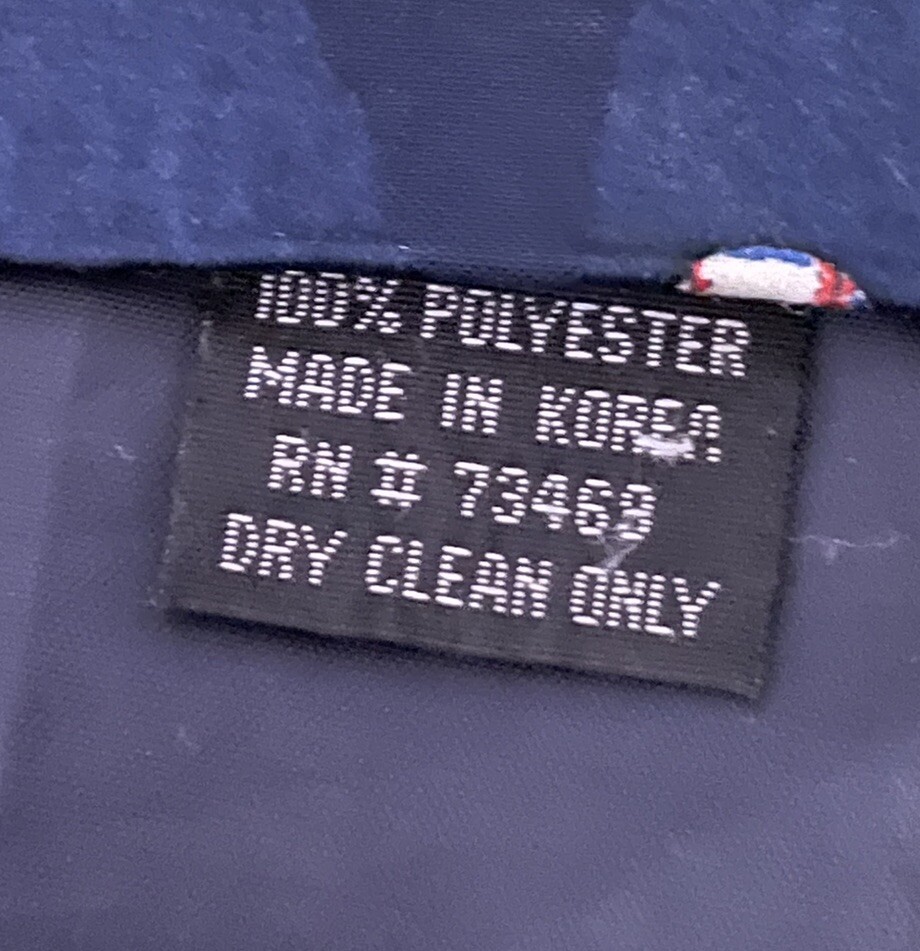 100% POLYESTER
MADE IN KOREA
RN # 73468
DRY CLEAN ONLY